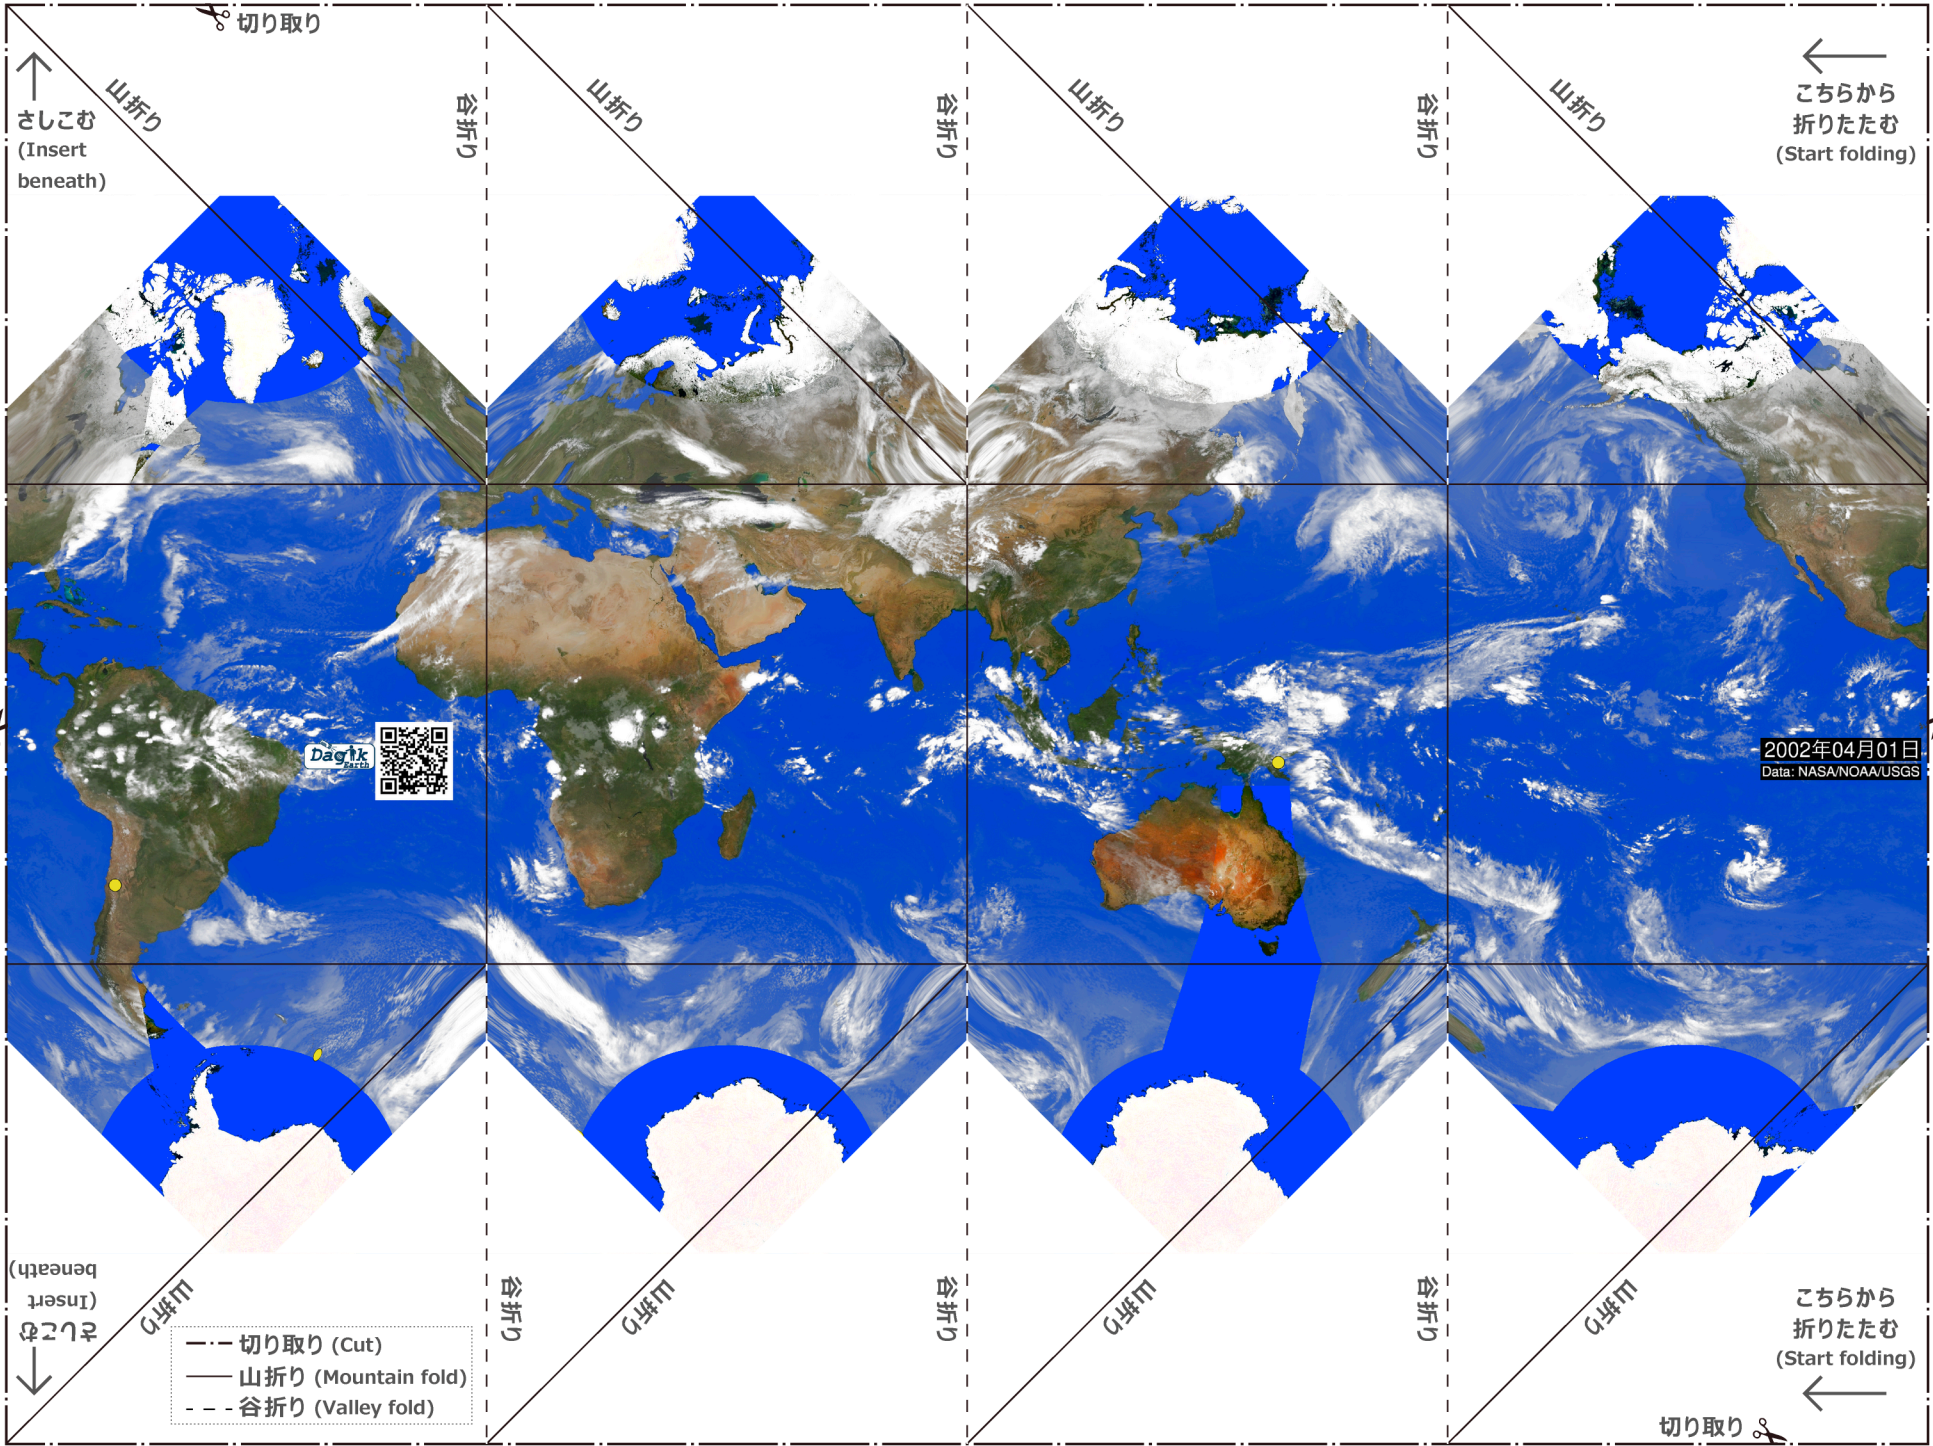 切り取り
山折り
谷折り
山折り
谷折り
山折り
谷折り
山折り
さしこむ
(Insert
beneath)
こちらから
折りたたむ
(Start folding)
Dagik
Earth
2002年04月01日
Data: NASA/NOAA/USGS
さしこむ
(Insert
beneath)
山折り
谷折り
山折り
谷折り
山折り
谷折り
山折り
こちらから
折りたたむ
(Start folding)
切り取り (Cut)
山折り (Mountain fold)
谷折り (Valley fold)
切り取り